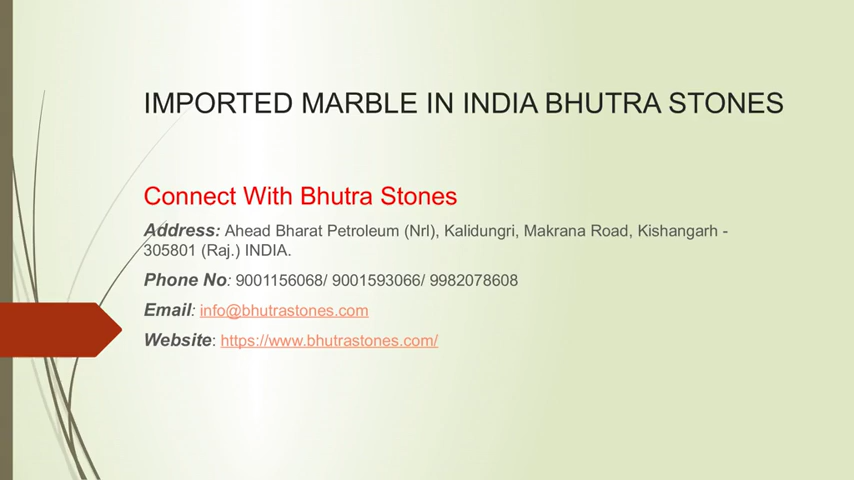 IMPORTED MARBLE IN INDIA BHUTRA STONES
Connect With Bhutra Stones
Address: Ahead Bharat Petroleum (Nrl), Kalidungri, Makrana Road, Kishangarh -
305801 (Raj.) INDIA.
Phone No: 9001156068/ 9001593066/ 9982078608
Email: info@bhutrastones.com
Website: https://www.bhutrastones.com/